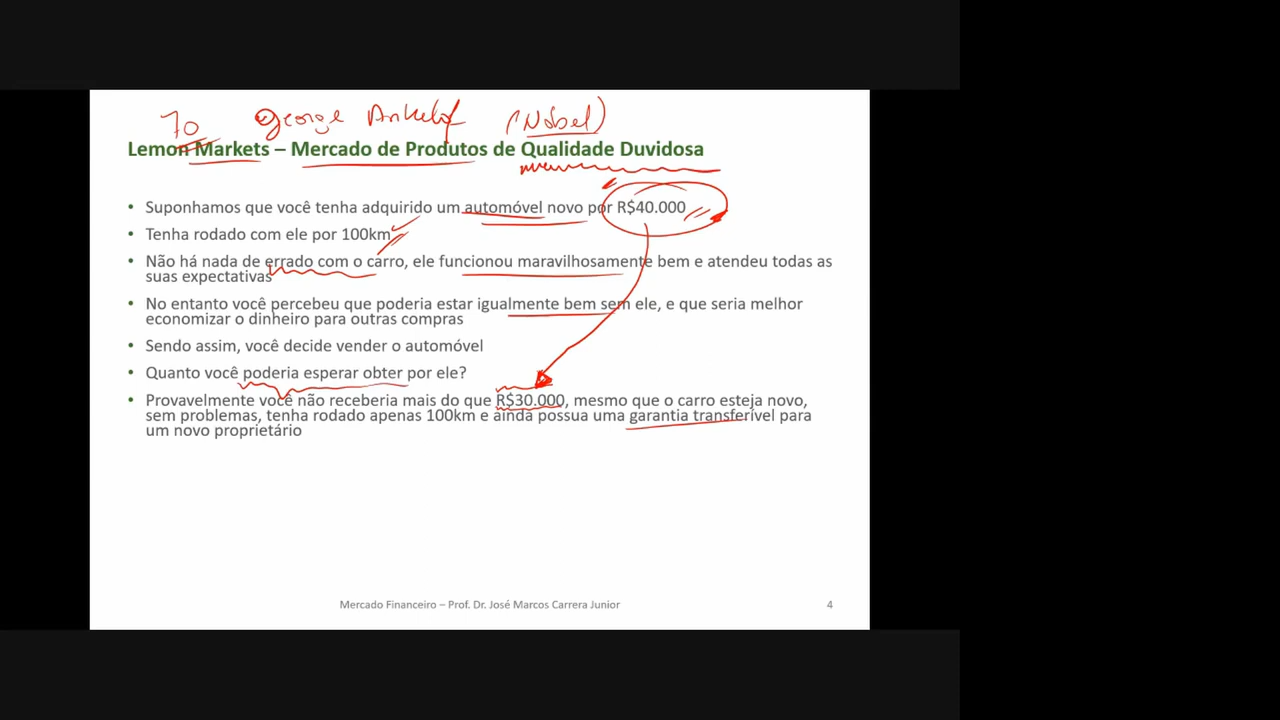 70 George Ankelof (Nobel)
Lemon Markets – Mercado de Produtos de Qualidade Duvidosa
• Suponhamos que você tenha adquirido um automóvel novo por R$40.000
• Tenha rodado com ele por 100km
• Não há nada de errado com o carro, ele funcionou maravilhosamente bem e atendeu todas as
suas expectativas
• No entanto você percebeu que poderia estar igualmente bem sem ele, e que seria melhor
economizar o dinheiro para outras compras
• Sendo assim, você decide vender o automóvel
• Quanto você poderia esperar obter por ele?
• Provavelmente você não receberia mais do que R$30.000, mesmo que o carro esteja novo,
sem problemas, tenha rodado apenas 100km e ainda possua uma garantia transferível para
um novo proprietário
Mercado Financeiro – Prof. Dr. José Marcos Carrera Junior
4